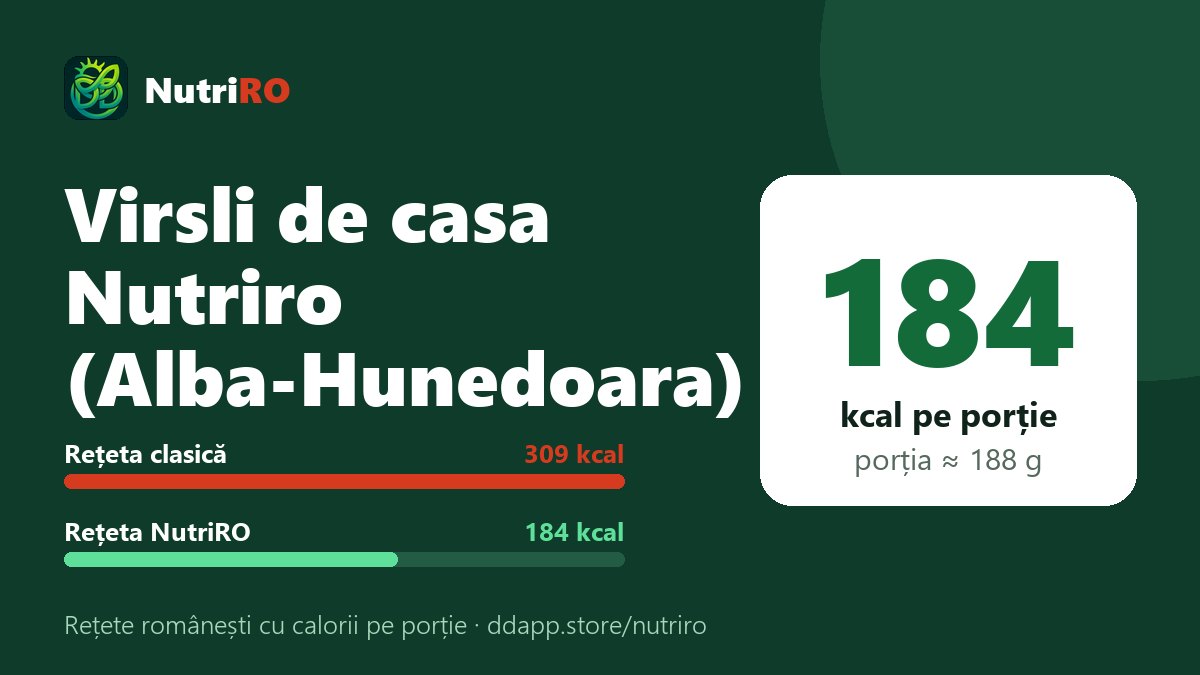 NutriRO
Virsli de casa
Nutriro
(Alba-Hunedoara)
184
kcal pe porție
porția ≈ 188 g
Rețeta clasică 309 kcal
Rețeta NutriRO 184 kcal
Rețete românești cu calorii pe porție · ddapp.store/nutriro